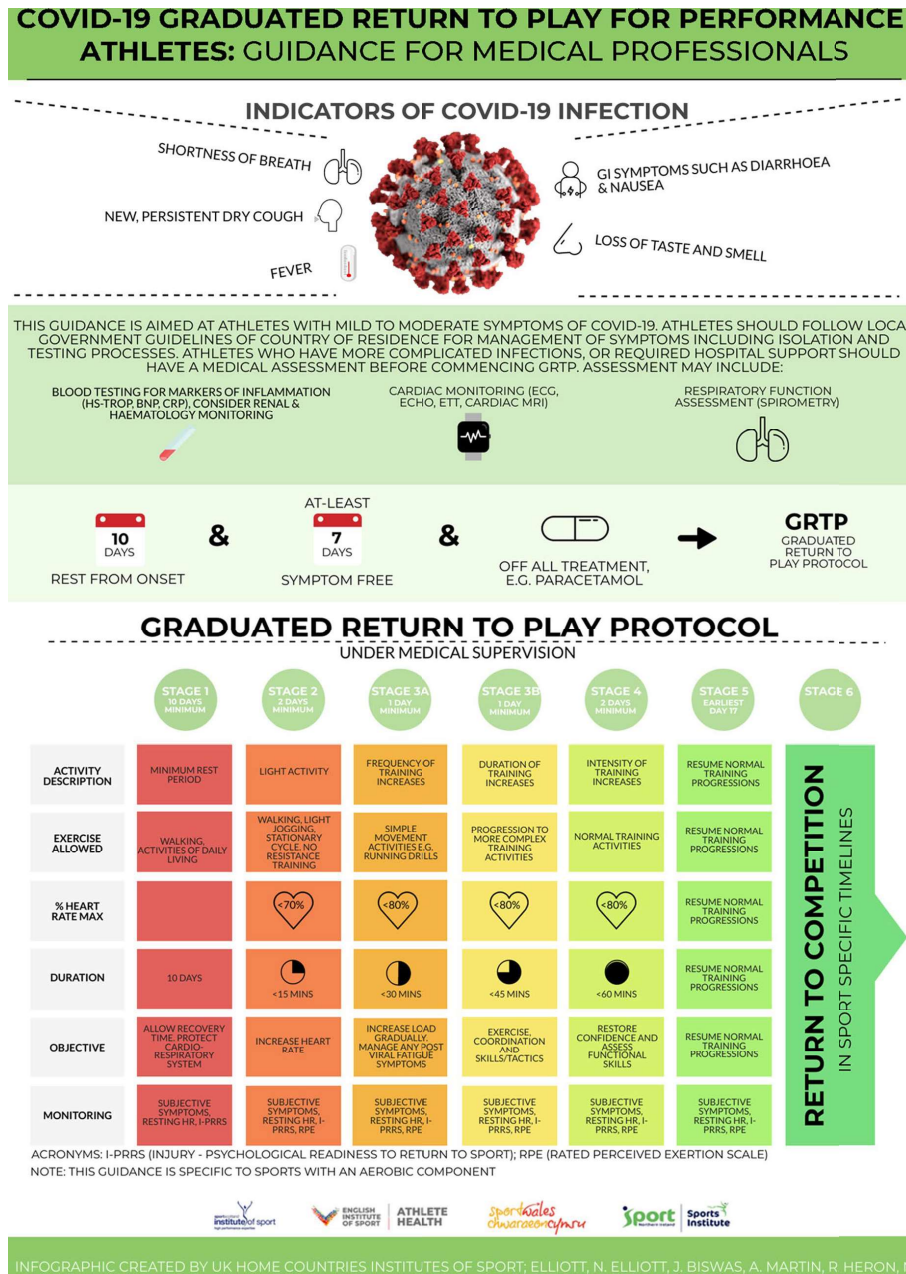 COVID-19 GRADUATED RETURN TO PLAY FOR PERFORMANCE
ATHLETES: GUIDANCE FOR MEDICAL PROFESSIONALS
INDICATORS OF COVID-19 INFECTION
SHORTNESS OF BREATH
NEW, PERSISTENT DRY COUGH
FEVER
GI SYMPTOMS SUCH AS DIARRHOEA
& NAUSEA
LOSS OF TASTE AND SMELL
THIS GUIDANCE IS AIMED AT ATHLETES WITH MILD TO MODERATE SYMPTOMS OF COVID-19. ATHLETES SHOULD FOLLOW LOCA
GOVERNMENT GUIDELINES OF COUNTRY OF RESIDENCE FOR MANAGEMENT OF SYMPTOMS INCLUDING ISOLATION AND
TESTING PROCESSES. ATHLETES WHO HAVE MORE COMPLICATED INFECTIONS, OR REQUIRED HOSPITAL SUPPORT SHOULD
HAVE A MEDICAL ASSESSMENT BEFORE COMMENCING GRTP. ASSESSMENT MAY INCLUDE:
BLOOD TESTING FOR MARKERS OF INFLAMMATION
(HS-TROP, BNP, CRP), CONSIDER RENAL &
HAEMATOLOGY MONITORING
CARDIAC MONITORING (ECG,
ECHO, ETT, CARDIAC MRI)
RESPIRATORY FUNCTION
ASSESSMENT (SPIROMETRY)
10
DAYS
REST FROM ONSET
&
AT-LEAST
7
DAYS
SYMPTOM FREE
&
OFF ALL TREATMENT,
E.G. PARACETAMOL
GRTP
GRADUATED
RETURN TO
PLAY PROTOCOL
GRADUATED RETURN TO PLAY PROTOCOL
UNDER MEDICAL SUPERVISION
STAGE 1
10 DAYS
MINIMUM
STAGE 2
2 DAYS
MINIMUM
STAGE 3A
1 DAY
MINIMUM
STAGE 3B
1 DAY
MINIMUM
STAGE 4
2 DAYS
MINIMUM
STAGE 5
EARLIEST
DAY 17
STAGE 6
ACTIVITY
DESCRIPTION
MINIMUM REST
PERIOD
LIGHT ACTIVITY
FREQUENCY OF
TRAINING
INCREASES
DURATION OF
TRAINING
INCREASES
INTENSITY OF
TRAINING
INCREASES
RESUME NORMAL
TRAINING
PROGRESSIONS
EXERCISE
ALLOWED
WALKING,
ACTIVITIES OF DAILY
LIVING
WALKING, LIGHT
JOGGING,
STATIONARY
CYCLE. NO
RESISTANCE
TRAINING
SIMPLE
MOVEMENT
ACTIVITIES E.G.
RUNNING DRILLS
PROGRESSION TO
MORE COMPLEX
TRAINING
ACTIVITIES
NORMAL TRAINING
ACTIVITIES
RESUME NORMAL
TRAINING
PROGRESSIONS
% HEART
RATE MAX
<70%
<80%
<80%
<80%
RESUME NORMAL
TRAINING
PROGRESSIONS
DURATION
10 DAYS
<15 MINS
<30 MINS
<45 MINS
<60 MINS
RESUME NORMAL
TRAINING
PROGRESSIONS
OBJECTIVE
ALLOW RECOVERY
TIME. PROTECT
CARDIO-
RESPIRATORY
SYSTEM
INCREASE HEART
RATE
INCREASE LOAD
GRADUALLY.
MANAGE ANY POST
VIRAL FATIGUE
SYMPTOMS
EXERCISE,
COORDINATION
AND
SKILLS/TACTICS
RESTORE
CONFIDENCE AND
ASSESS
FUNCTIONAL
SKILLS
RESUME NORMAL
TRAINING
PROGRESSIONS
MONITORING
SUBJECTIVE
SYMPTOMS,
RESTING HR, I-PRRS
SUBJECTIVE
SYMPTOMS,
RESTING HR, I-
PRRS, RPE
SUBJECTIVE
SYMPTOMS,
RESTING HR, I-
PRRS, RPE
SUBJECTIVE
SYMPTOMS,
RESTING HR, I-
PRRS, RPE
SUBJECTIVE
SYMPTOMS,
RESTING HR, I-
PRRS, RPE
SUBJECTIVE
SYMPTOMS,
RESTING HR, I-
PRRS, RPE
RETURN TO COMPETITION
IN SPORT SPECIFIC TIMELINES
ACRONYMS: I-PRRS (INJURY - PSYCHOLOGICAL READINESS TO RETURN TO SPORT); RPE (RATED PERCEIVED EXERTION SCALE)
NOTE: THIS GUIDANCE IS SPECIFIC TO SPORTS WITH AN AEROBIC COMPONENT
sportscotland
institute of sport
high performance expertise
ENGLISH
INSTITUTE
OF SPORT
ATHLETE
HEALTH
sportwales
chwaraeoncymru
sport
Northern Ireland
Sports
Institute
INFOGRAPHIC CREATED BY UK HOME COUNTRIES INSTITUTES OF SPORT; ELLIOTT, N. ELLIOTT, J. BISWAS, A. MARTIN, R HERON,